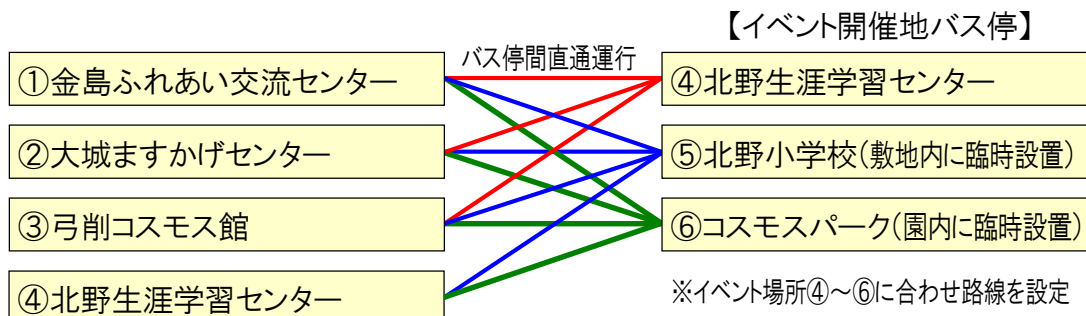 【イベント開催地バス停】
バス停間直通運行
①金島ふれあい交流センター
④北野生涯学習センター
②大城ますかげセンター
⑤北野小学校(敷地内に臨時設置)
③弓削コスモス館
⑥コスモスパーク(園内に臨時設置)
④北野生涯学習センター
※イベント場所④～⑥に合わせ路線を設定